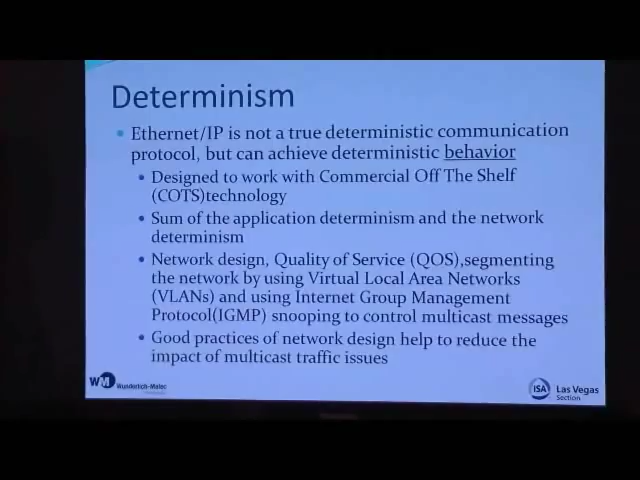 Determinism
Ethernet/IP is not a true deterministic communication
protocol, but can achieve deterministic behavior
Designed to work with Commercial Off The Shelf
(COTS)technology
Sum of the application determinism and the network
determinism
Network design, Quality of Service (QOS),segmenting
the network by using Virtual Local Area Networks
(VLANs) and using Internet Group Management
Protocol(IGMP) snooping to control multicast messages
Good practices of network design help to reduce the
impact of multicast traffic issues
WM Wunderlich-Malec
ISA Las Vegas
Section